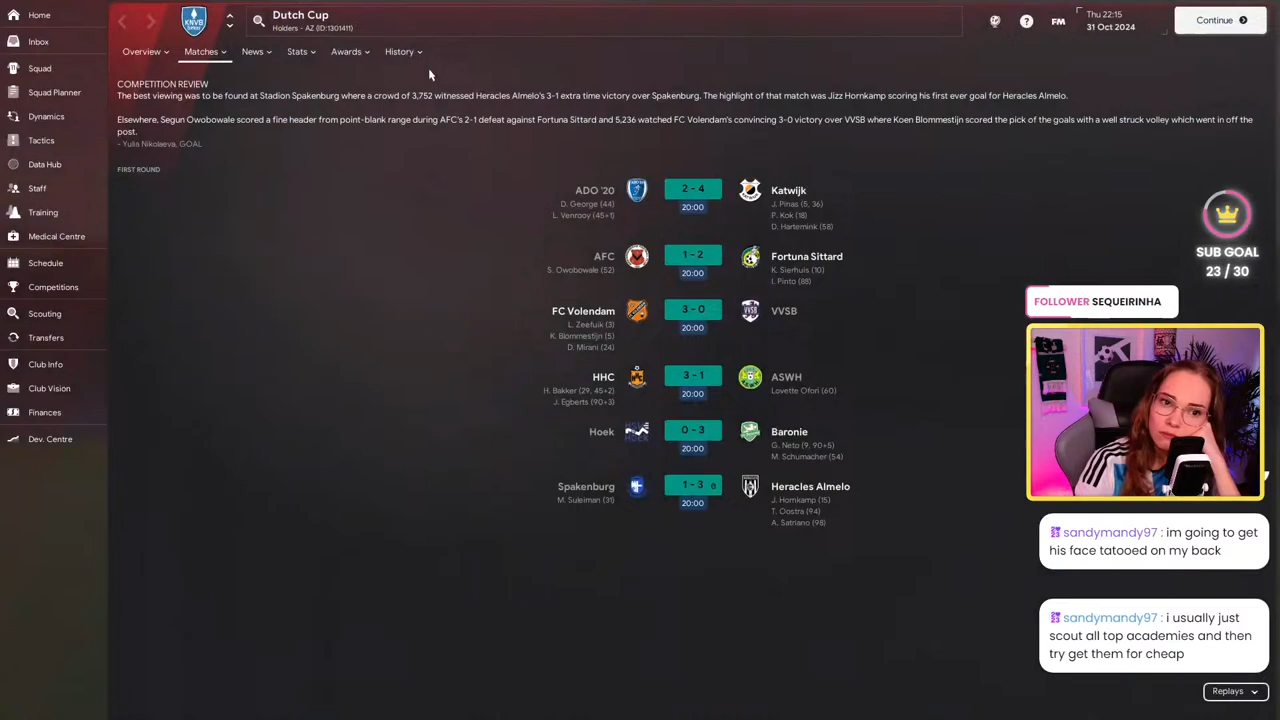 Dutch Cup
Holders - AZ (ID:1301411)
Thu 22:15
31 Oct 2024
Continue
FM
Home
Inbox
Squad
Squad Planner
Dynamics
Tactics
Data Hub
Staff
Training
Medical Centre
Schedule
Competitions
Scouting
Transfers
Club Info
Club Vision
Finances
Dev. Centre
Overview
Matches
News
Stats
Awards
History
COMPETITION REVIEW
The best viewing was to be found at Stadion Spakenburg where a crowd of 3,752 witnessed Heracles Almelo's 3-1 extra time victory over Spakenburg. The highlight of that match was Jizz Hornkamp scoring his first ever goal for Heracles Almelo.
Elsewhere, Segun Owobowale scored a fine header from point-blank range during AFC's 2-1 defeat against Fortuna Sittard and 5,236 watched FC Volendam's convincing 3-0 victory over VVSB where Koen Blommestijn scored the pick of the goals with a well struck volley which went in off the
post.
- Yulia Nikolaeva, GOAL
FIRST ROUND
ADO '20 2 - 4 Katwijk
D. George (44)
L. Venrooy (45+1)
20:00
J. Pinas (5, 36)
P. Kok (18)
D. Hartemink (58)
AFC 1 - 2 Fortuna Sittard
S. Owobowale (52)
20:00
K. Sierhuis (10)
I. Pinto (88)
FC Volendam 3 - 0 VVSB
L. Zeefuik (3)
K. Blommestijn (5)
D. Mirani (24)
20:00
HHC 3 - 1 ASWH
H. Bakker (29, 45+2)
J. Egberts (90+3)
20:00
Lovette Ofori (60)
Hoek 0 - 3 Baronie
20:00
G. Neto (9, 90+5)
M. Schumacher (54)
Spakenburg 1 - 3 e Heracles Almelo
M. Suleiman (31)
20:00
J. Hornkamp (15)
T. Oostra (94)
A. Satriano (98)
SUB GOAL
23 / 30
FOLLOWER SEQUEIRINHA
sandymandy97 : im going to get
his face tatooed on my back
sandymandy97 : i usually just
scout all top academies and then
try get them for cheap
Replays